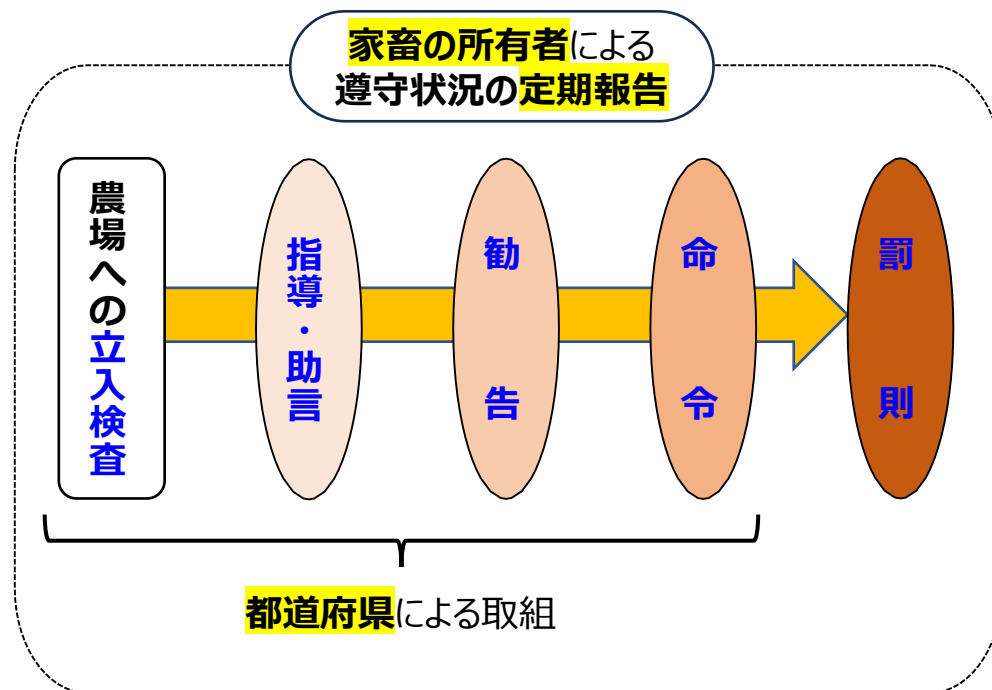 家畜の所有者による
遵守状況の定期報告
農場への立入検査
指導・助言
勧告
命令
罰則
都道府県による取組